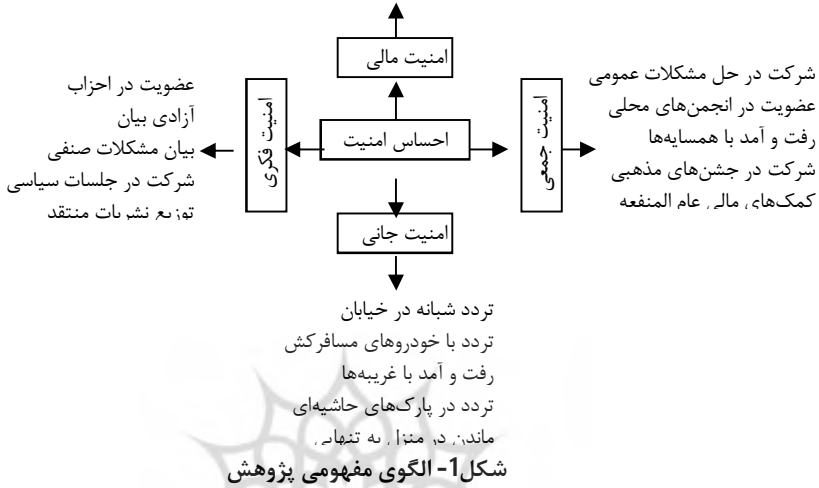 امنیت مالی
شرکت در حل مشکلات عمومی
عضویت در انجمن‌های محلی
رفت و آمد با همسایه‌ها
شرکت در جشن‌های مذهبی
کمک‌های مالی عام المنفعه
امنیت جمعی
احساس امنیت
امنیت فکری
عضویت در احزاب
آزادی بیان
بیان مشکلات صنفی
شرکت در جلسات سیاسی
توزیع نشریات منتقد
امنیت جانی
تردد شبانه در خیابان
تردد با خودروهای مسافرکش
رفت و آمد با غریبه‌ها
تردد در پارک‌های حاشیه‌ای
ماندن در منزل به تنهایی
شکل1- الگوی مفهومی پژوهش